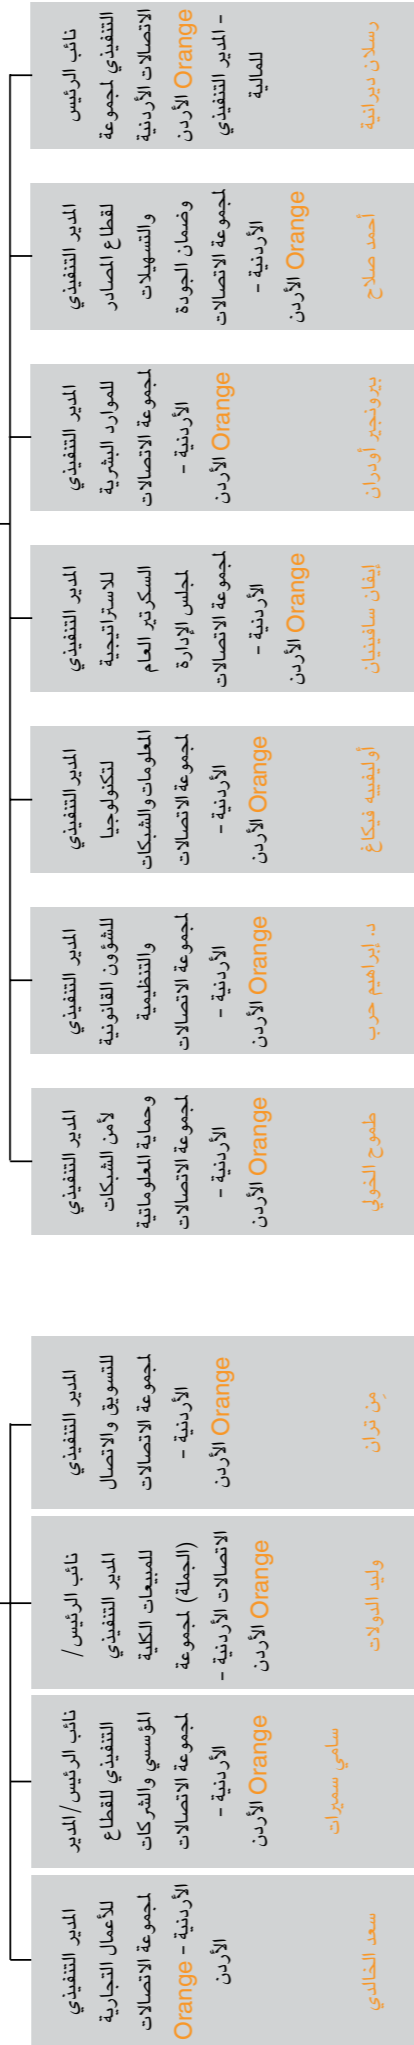 نائب الرئيس
التنفيذي لمجموعة
الاتصالات الأردنية
Orange الأردن
– المدير التنفيذي
للمالية
رسلان ديرانية
المدير التنفيذي
لقطاع المصادر
والتسهيلات
وضمان الجودة
لمجموعة الاتصالات
الأردنية –
Orange الأردن
أحمد صلاح
المدير التنفيذي
للموارد البشرية
لمجموعة الاتصالات
الأردنية –
Orange الأردن
بيرونجير أودران
المدير التنفيذي
للاستراتيجية
السكرتير العام
لمجلس الإدارة
لمجموعة الاتصالات
الأردنية –
Orange الأردن
إيفان سافينيان
المدير التنفيذي
لتكنولوجيا
المعلومات والشبكات
لمجموعة الاتصالات
الأردنية –
Orange الأردن
أوليفييه فيكاغ
المدير التنفيذي
للشؤون القانونية
والتنظيمية
لمجموعة الاتصالات
الأردنية –
Orange الأردن
د. إبراهيم حرب
المدير التنفيذي
لأمن الشبكات
وحماية المعلوماتية
لمجموعة الاتصالات
الأردنية –
Orange الأردن
طموح الخولي
المدير التنفيذي
للتسويق والاتصال
لمجموعة الاتصالات
الأردنية –
Orange الأردن
مِن تران
نائب الرئيس/
المدير التنفيذي
للمبيعات الكلية
(الجملة) لمجموعة
الاتصالات الأردنية –
Orange الأردن
وليد الدولات
نائب الرئيس/المدير
التنفيذي للقطاع
المؤسسي والشركات
لمجموعة الاتصالات
الأردنية –
Orange الأردن
سامي سميرات
المدير التنفيذي
للأعمال التجارية
لمجموعة الاتصالات
الأردنية – Orange
الأردن
سعد الخالدي